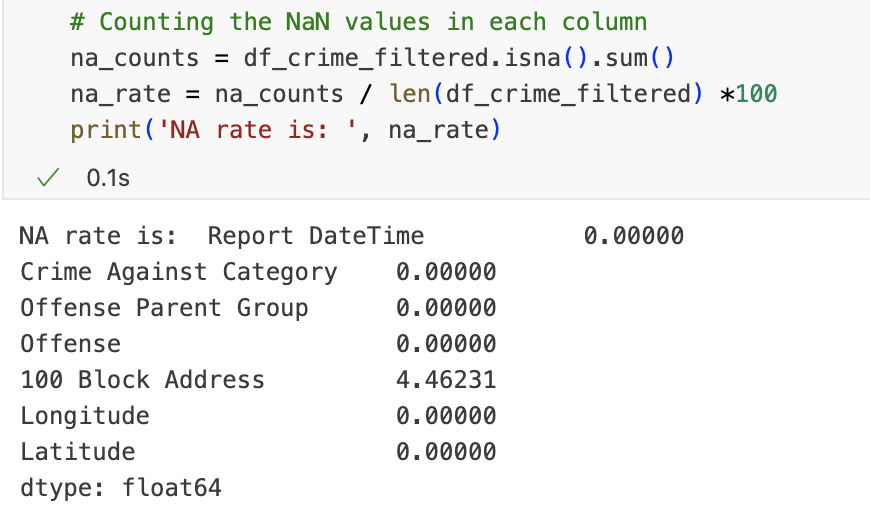 # Counting the NaN values in each column
na_counts = df_crime_filtered.isna().sum()
na_rate = na_counts / len(df_crime_filtered) *100
print('NA rate is: ', na_rate)
0.1s
NA rate is:  Report DateTime           0.00000
Crime Against Category    0.00000
Offense Parent Group      0.00000
Offense                   0.00000
100 Block Address         4.46231
Longitude                 0.00000
Latitude                  0.00000
dtype: float64